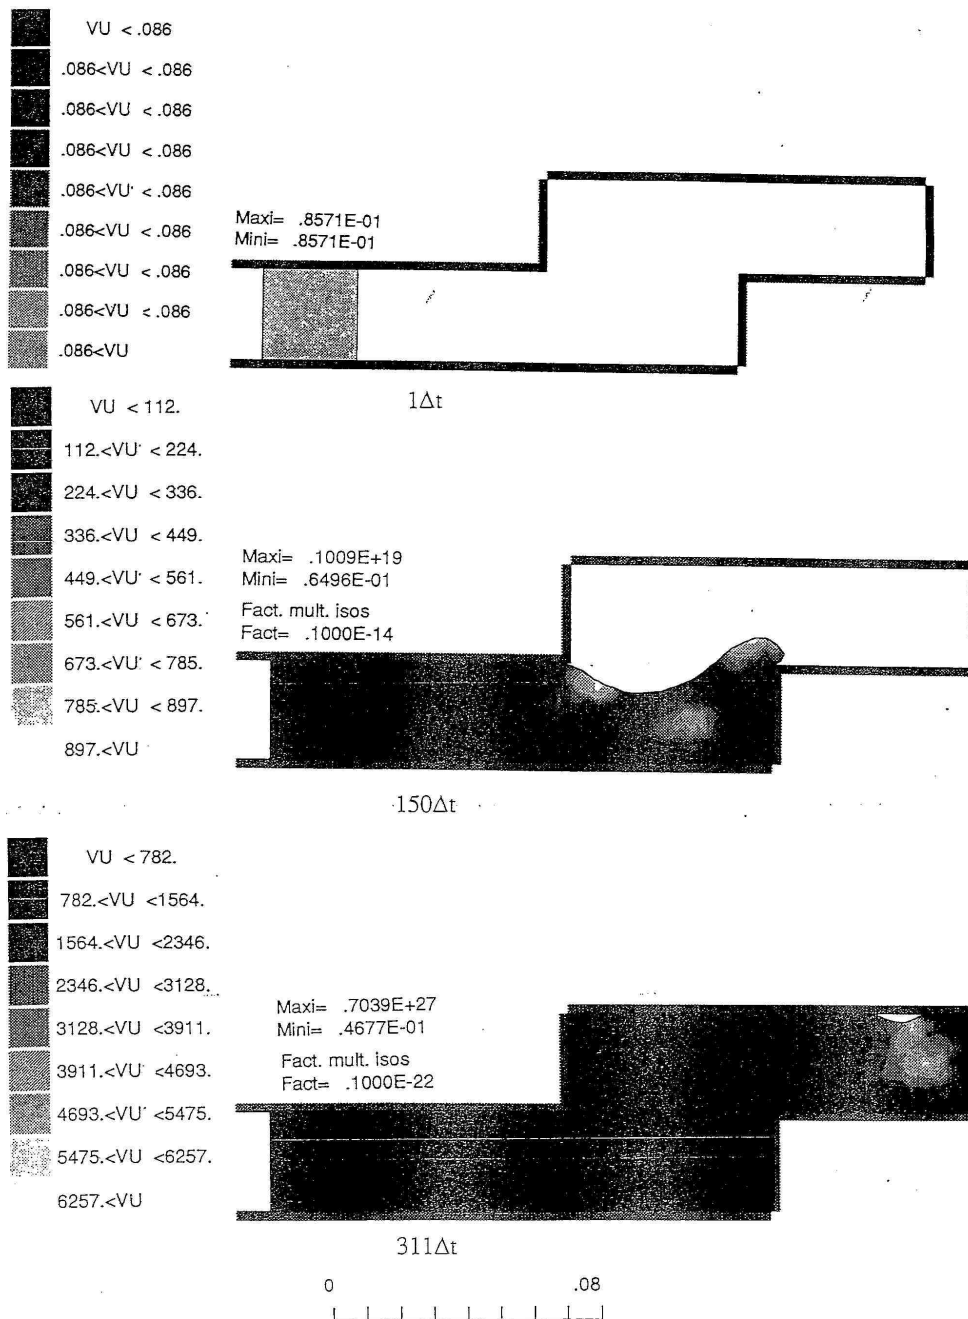 VU < .086
.086<VU < .086
.086<VU < .086
.086<VU < .086
.086<VU < .086
.086<VU < .086
.086<VU < .086
.086<VU < .086
.086<VU
Maxi= .8571E-01
Mini= .8571E-01
1Δt
VU < 112.
112.<VU < 224.
224.<VU < 336.
336.<VU < 449.
449.<VU < 561.
561.<VU < 673.
673.<VU < 785.
785.<VU < 897.
897.<VU
Maxi= .1009E+19
Mini= .6496E-01
Fact. mult. isos
Fact= .1000E-14
150Δt
VU < 782.
782.<VU <1564.
1564.<VU <2346.
2346.<VU <3128.
3128.<VU <3911.
3911.<VU <4693.
4693.<VU <5475.
5475.<VU <6257.
6257.<VU
Maxi= .7039E+27
Mini= .4677E-01
Fact. mult. isos
Fact= .1000E-22
311Δt
0 .08